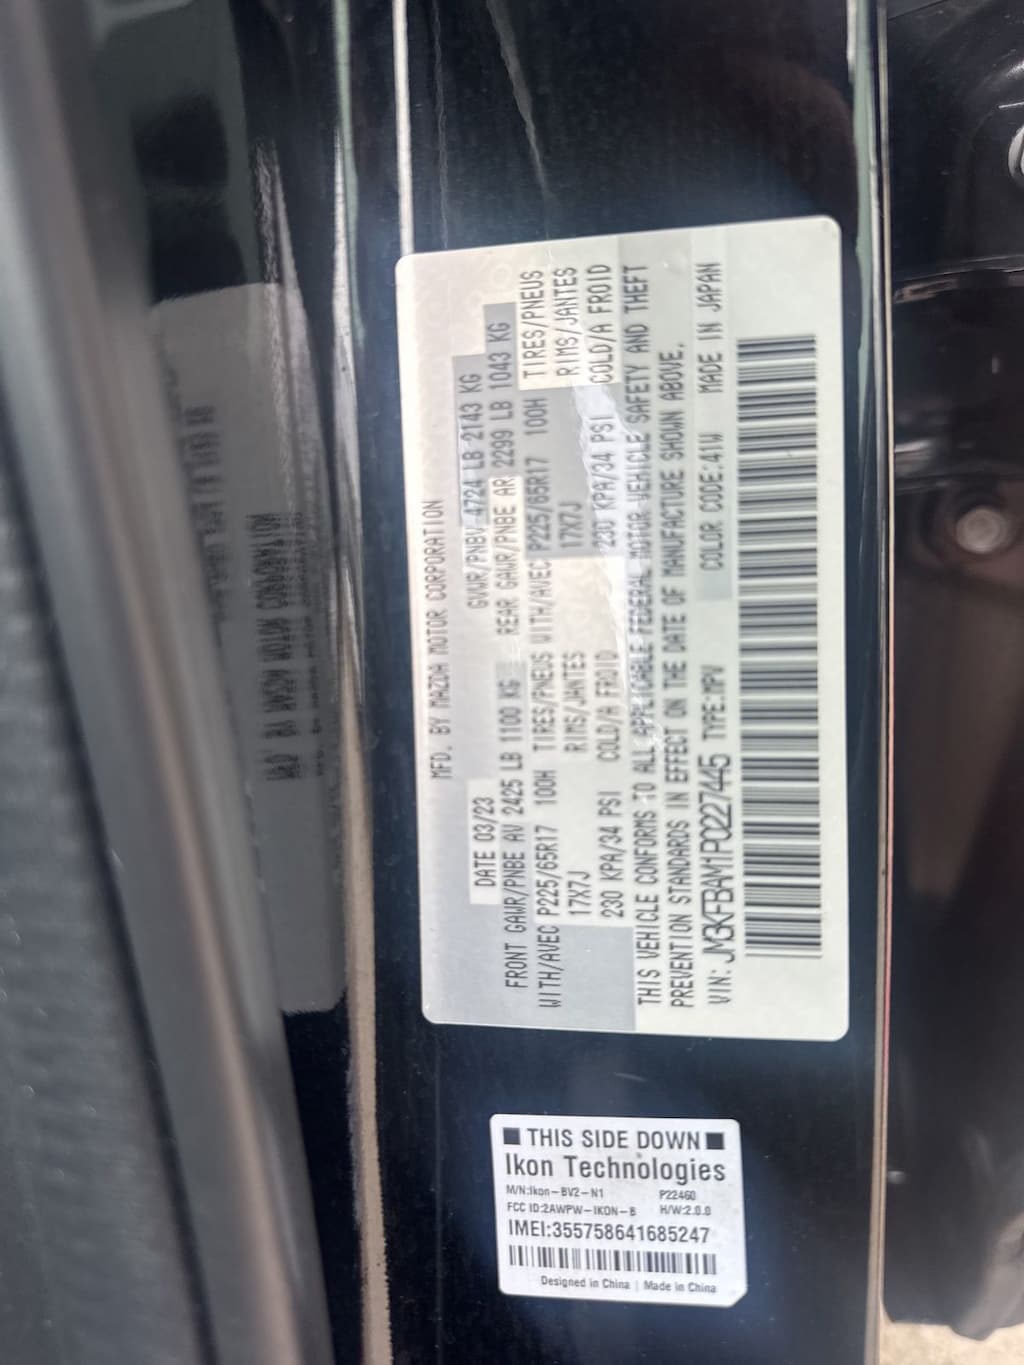 MFD. BY MAZDA MOTOR CORPORATION
DATE 03/23 GVWR/PNBV 4724 LB 2143 KG
FRONT GAWR/PNBE AV 2425 LB 1100 KG REAR GAWR/PNBE AR 2299 LB 1043 KG
WITH/AVEC P225/65R17 100H TIRES/PNEUS WITH/AVEC P225/65R17 100H TIRES/PNEUS
17X7J RIMS/JANTES 17X7J RIMS/JANTES
230 KPA/34 PSI COLD/A FROID 230 KPA/34 PSI COLD/A FROID
THIS VEHICLE CONFORMS TO ALL APPLICABLE FEDERAL MOTOR VEHICLE SAFETY AND THEFT
PREVENTION STANDARDS IN EFFECT ON THE DATE OF MANUFACTURE SHOWN ABOVE.
VIN: JM3KFBAM1P0227445 TYPE:MPV COLOR CODE:41W MADE IN JAPAN
THIS SIDE DOWN
Ikon Technologies
M/N:Ikon-BV2-N1 P22460
FCC ID:2AWPW-IKON-B H/W:2.0.0
IMEI:355758641685247
Designed in China | Made in China